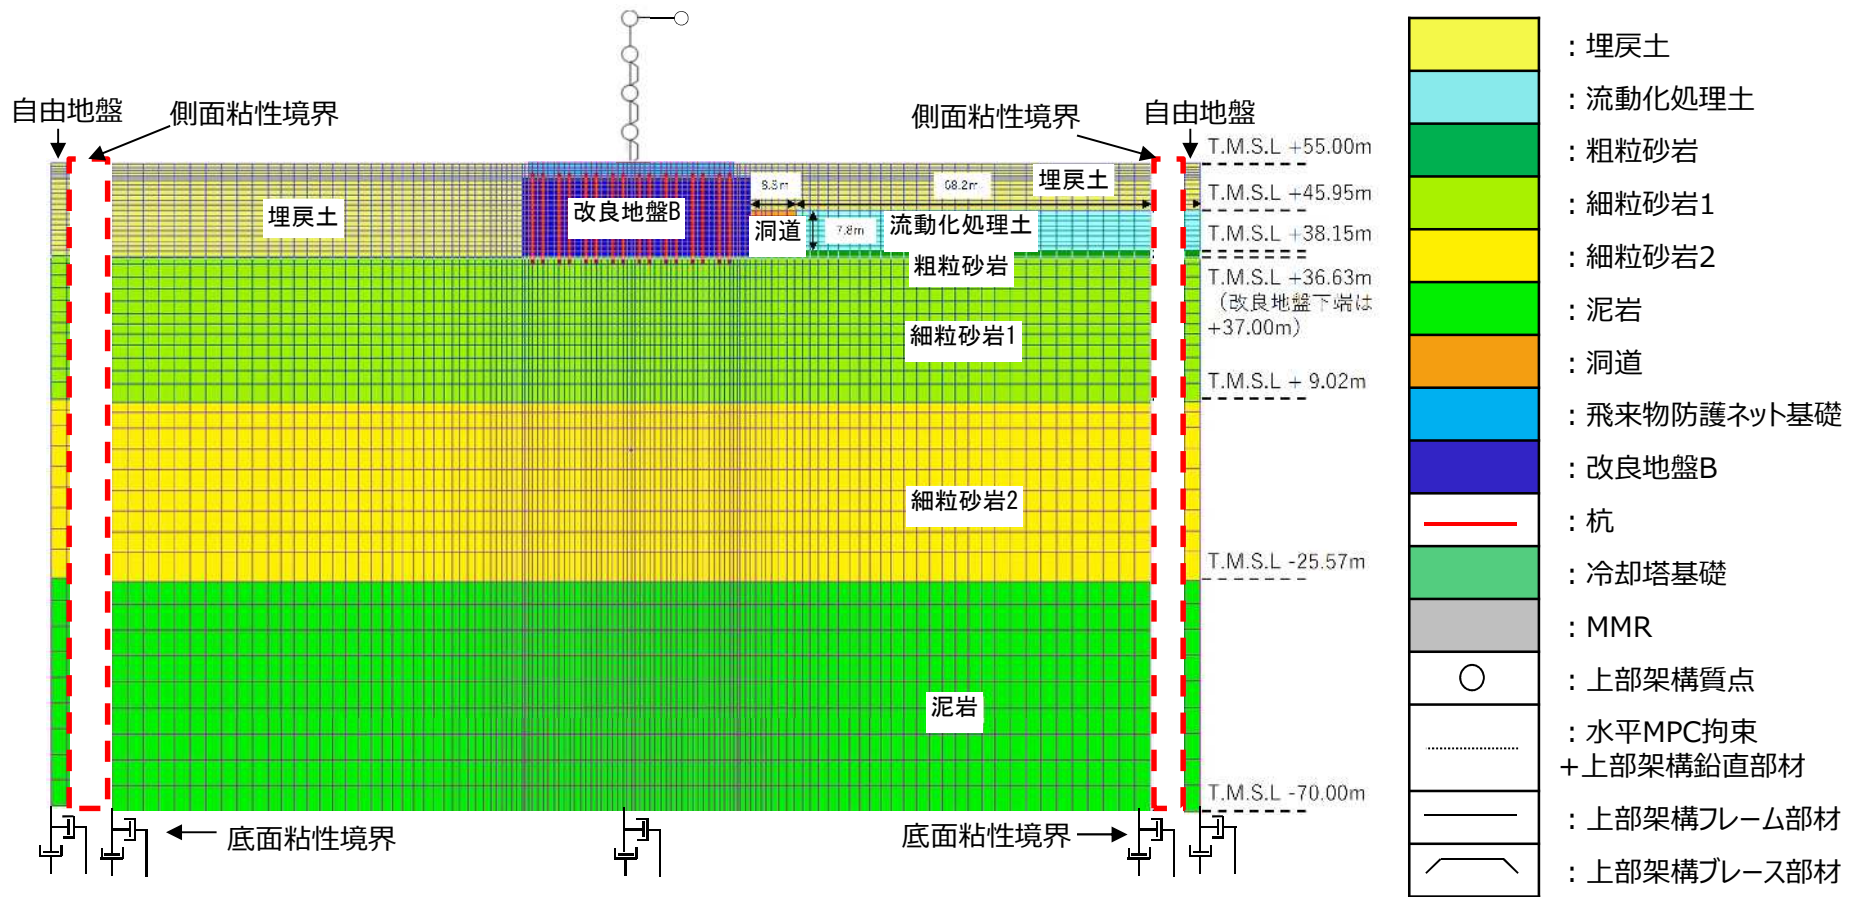 自由地盤
側面粘性境界
側面粘性境界
自由地盤
T.M.S.L +55.00m
T.M.S.L +45.95m
T.M.S.L +38.15m
T.M.S.L +36.63m
（改良地盤下端は
+37.00m）
T.M.S.L + 9.02m
T.M.S.L -25.57m
T.M.S.L -70.00m
埋戻土
改良地盤B
68.2m
埋戻土
洞道
7.8m
流動化処理土
粗粒砂岩
細粒砂岩1
細粒砂岩2
泥岩
底面粘性境界
底面粘性境界
：埋戻土
：流動化処理土
：粗粒砂岩
：細粒砂岩1
：細粒砂岩2
：泥岩
：洞道
：飛来物防護ネット基礎
：改良地盤B
：杭
：冷却塔基礎
：MMR
：上部架構質点
：水平MPC拘束
+上部架構鉛直部材
：上部架構フレーム部材
：上部架構ブレース部材